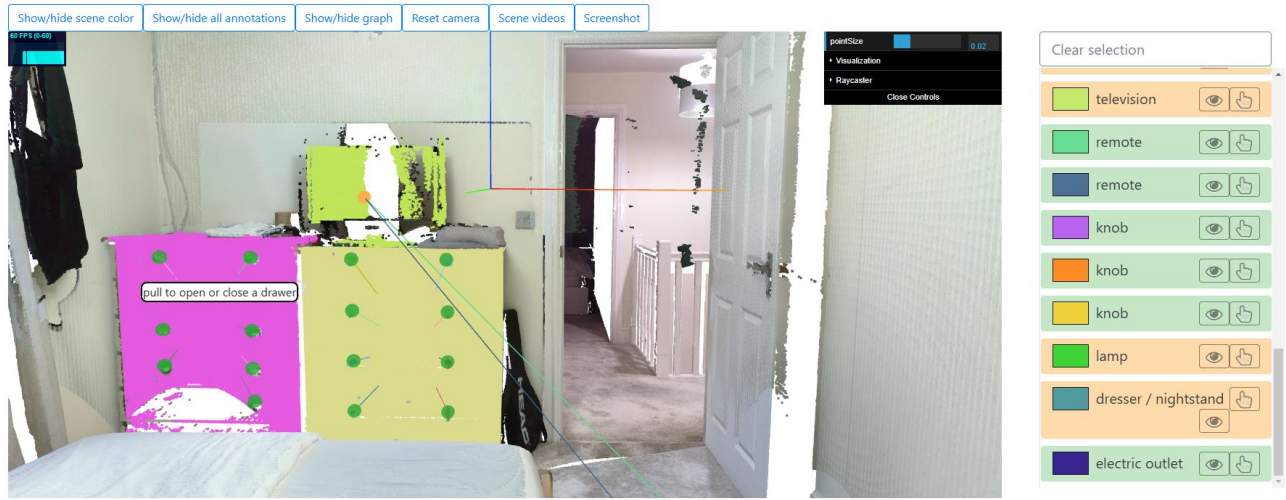 Show/hide scene color Show/hide all annotations Show/hide graph Reset camera Scene videos Screenshot
60 FPS (0-60)
pointSize 0.02
Visualization
Raycaster
Close Controls
pull to open or close a drawer
HEAD
Clear selection
television
remote
remote
knob
knob
knob
lamp
dresser / nightstand
electric outlet